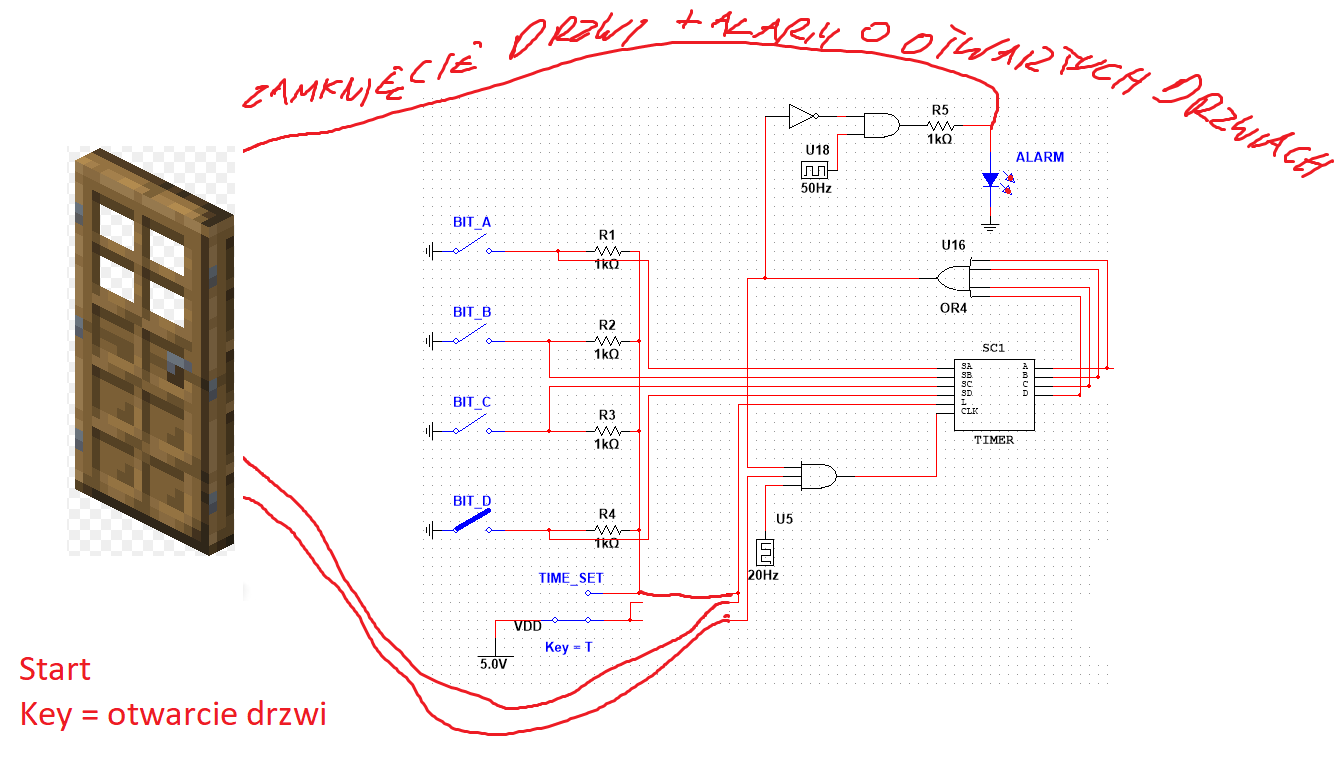 ZAMKNIĘCIE DRZWI + ALARM O OTWARTYCH DRZWIACH
R5
1kΩ
U18
50Hz
ALARM
BIT_A
R1
1kΩ
U16
OR4
BIT_B
R2
1kΩ
SC1
SA
SB
SC
SD
L
CLK
A
B
C
D
TIMER
BIT_C
R3
1kΩ
BIT_D
R4
1kΩ
U5
20Hz
TIME_SET
VDD
5.0V
Key = T
Start
Key = otwarcie drzwi